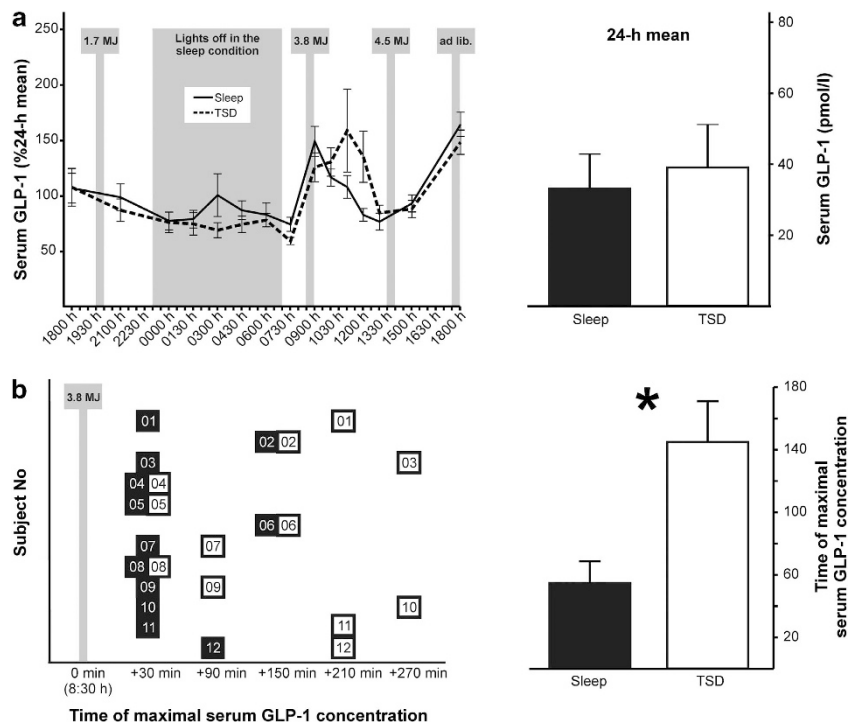 a
Serum GLP-1 (%24-h mean)
250
200
150
100
50
1.7 MJ
Lights off in the
sleep condition
3.8 MJ
4.5 MJ
ad lib.
Sleep
TSD
1800 h
1930 h
2100 h
2230 h
0000 h
0130 h
0300 h
0430 h
0600 h
0730 h
0900 h
1030 h
1200 h
1330 h
1500 h
1630 h
1800 h
24-h mean
80
60
40
20
Serum GLP-1 (pmol/l)
Sleep
TSD
b
Subject No
3.8 MJ
01 01
02 02
03 03
04 04
05 05
06 06
07 07
08 08
09 09
10 10
11 11
12 12
0 min
(8:30 h)
+30 min
+90 min
+150 min
+210 min
+270 min
Time of maximal serum GLP-1 concentration
*
180
140
100
60
20
Time of maximal
serum GLP-1 concentration
Sleep
TSD